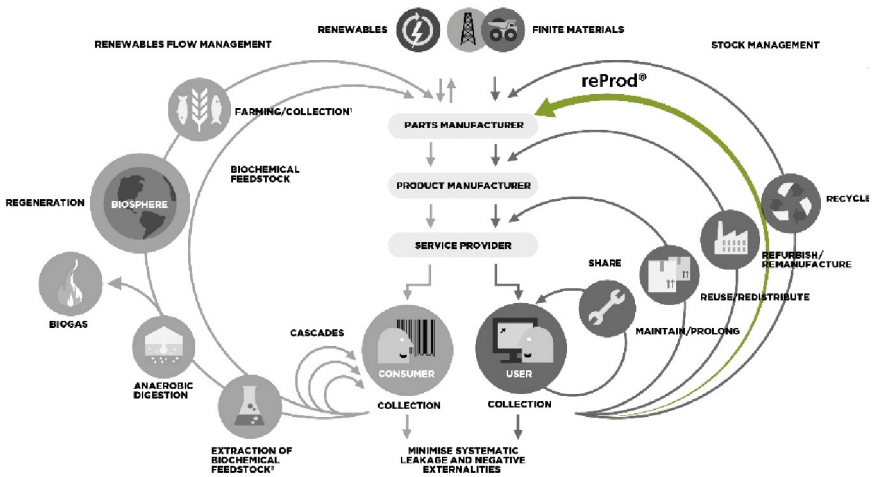 RENEWABLES
FINITE MATERIALS
RENEWABLES FLOW MANAGEMENT
STOCK MANAGEMENT
reProd®
FARMING/COLLECTION¹
PARTS MANUFACTURER
BIOCHEMICAL
FEEDSTOCK
PRODUCT MANUFACTURER
REGENERATION
BIOSPHERE
RECYCLE
SERVICE PROVIDER
SHARE
REFURBISH/
REMANUFACTURE
REUSE/REDISTRIBUTE
BIOGAS
CASCADES
MAINTAIN/PROLONG
ANAEROBIC
DIGESTION
CONSUMER
USER
COLLECTION
COLLECTION
EXTRACTION OF
BIOCHEMICAL
FEEDSTOCK²
MINIMISE SYSTEMATIC
LEAKAGE AND NEGATIVE
EXTERNALITIES